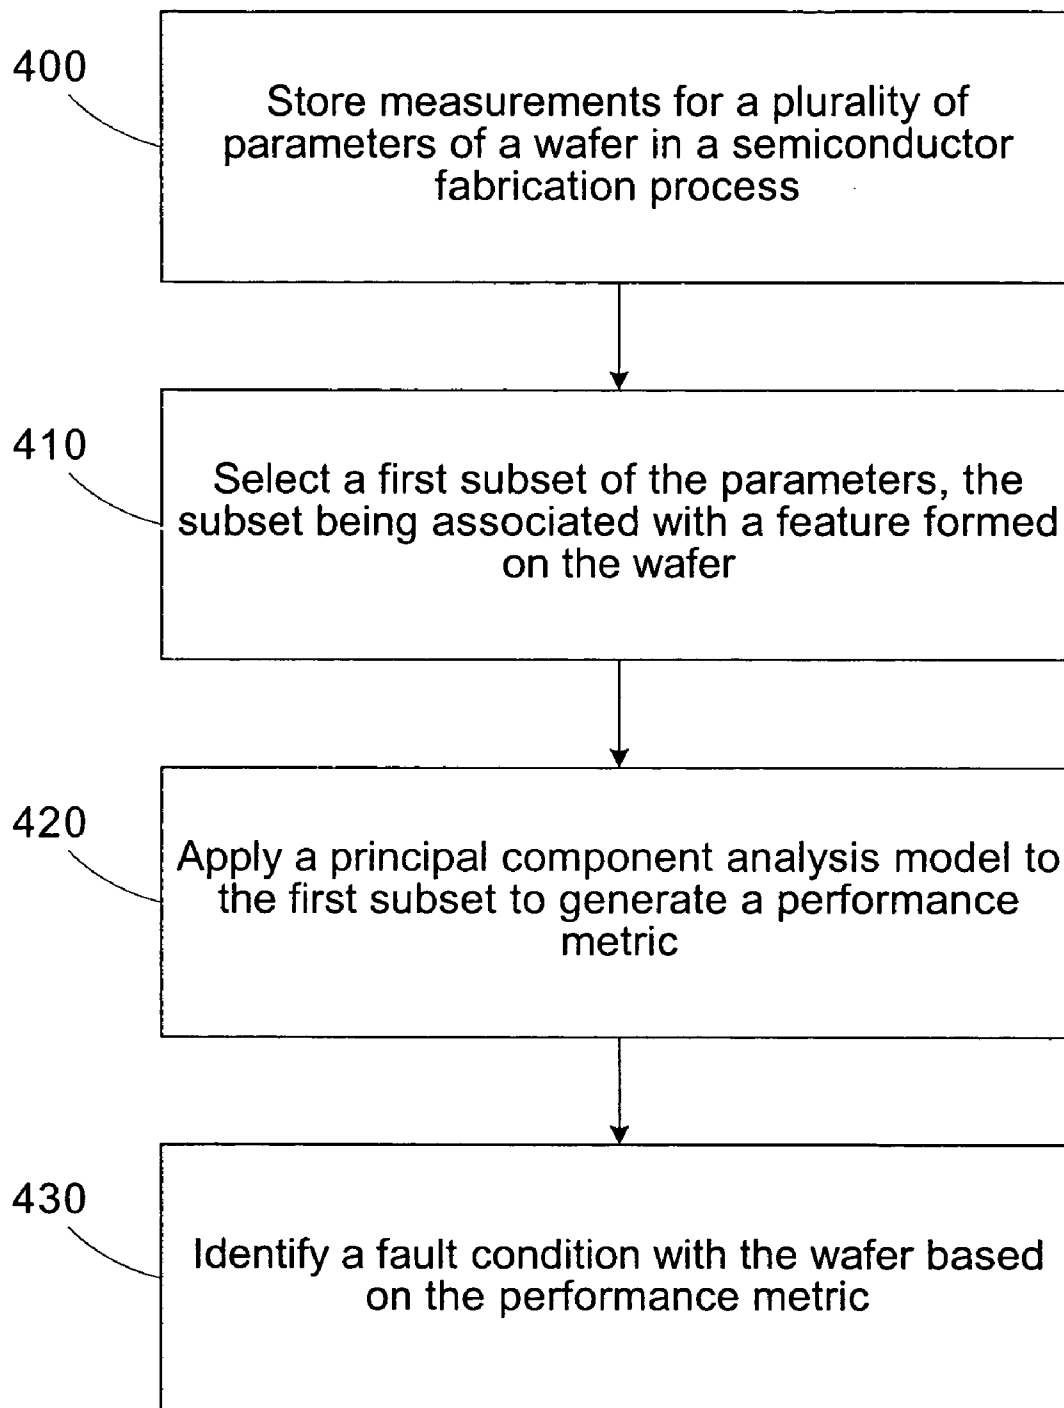 400
Store measurements for a plurality of
parameters of a wafer in a semiconductor
fabrication process
410
Select a first subset of the parameters, the
subset being associated with a feature formed
on the wafer
420
Apply a principal component analysis model to
the first subset to generate a performance
metric
430
Identify a fault condition with the wafer based
on the performance metric